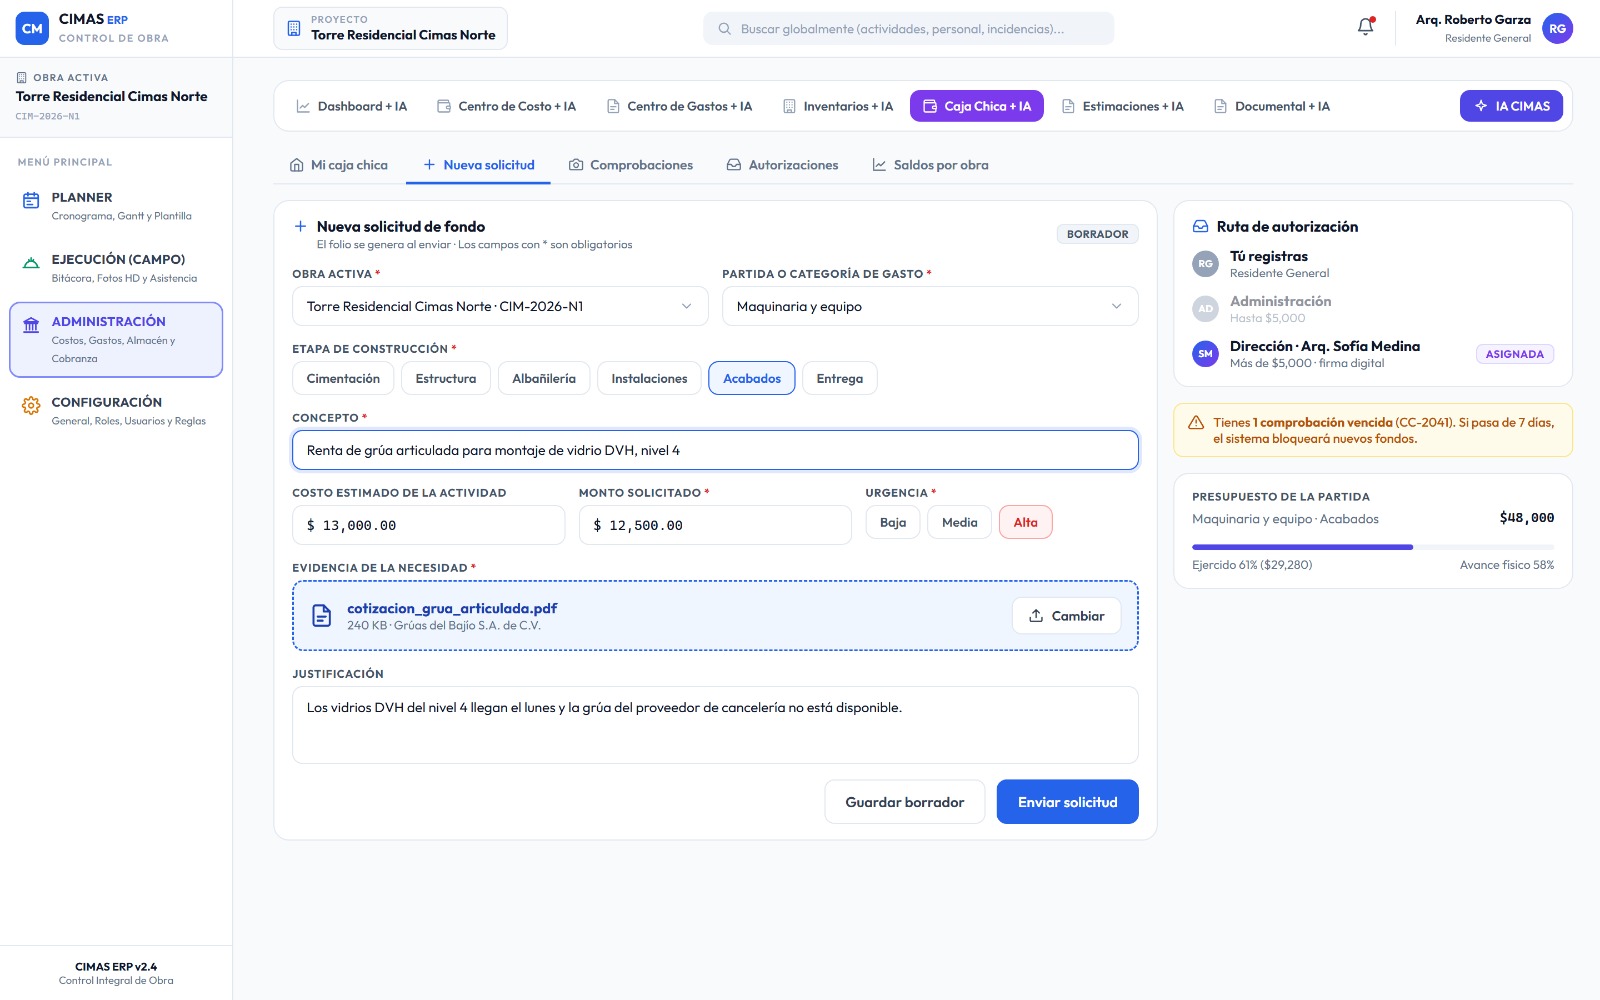 CM
CIMAS ERP
CONTROL DE OBRA
OBRA ACTIVA
Torre Residencial Cimas Norte
CIM-2026-N1
MENÚ PRINCIPAL
PLANNER
Cronograma, Gantt y Plantilla
EJECUCIÓN (CAMPO)
Bitácora, Fotos HD y Asistencia
ADMINISTRACIÓN
Costos, Gastos, Almacén y
Cobranza
CONFIGURACIÓN
General, Roles, Usuarios y Reglas
CIMAS ERP v2.4
Control Integral de Obra
PROYECTO
Torre Residencial Cimas Norte
Buscar globalmente (actividades, personal, incidencias)...
Arq. Roberto Garza
Residente General
RG
Dashboard + IA
Centro de Costo + IA
Centro de Gastos + IA
Inventarios + IA
Caja Chica + IA
Estimaciones + IA
Documental + IA
IA CIMAS
Mi caja chica
Nueva solicitud
Comprobaciones
Autorizaciones
Saldos por obra
Nueva solicitud de fondo
El folio se genera al enviar · Los campos con * son obligatorios
BORRADOR
OBRA ACTIVA *
Torre Residencial Cimas Norte · CIM-2026-N1
PARTIDA O CATEGORÍA DE GASTO *
Maquinaria y equipo
ETAPA DE CONSTRUCCIÓN *
Cimentación
Estructura
Albañilería
Instalaciones
Acabados
Entrega
CONCEPTO *
Renta de grúa articulada para montaje de vidrio DVH, nivel 4
COSTO ESTIMADO DE LA ACTIVIDAD
$ 13,000.00
MONTO SOLICITADO *
$ 12,500.00
URGENCIA *
Baja
Media
Alta
EVIDENCIA DE LA NECESIDAD *
cotizacion_grua_articulada.pdf
240 KB · Grúas del Bajío S.A. de C.V.
Cambiar
JUSTIFICACIÓN
Los vidrios DVH del nivel 4 llegan el lunes y la grúa del proveedor de cancelería no está disponible.
Guardar borrador
Enviar solicitud
Ruta de autorización
RG
Tú registras
Residente General
AD
Administración
Hasta $5,000
SM
Dirección · Arq. Sofía Medina
Más de $5,000 · firma digital
ASIGNADA
Tienes 1 comprobación vencida (CC-2041). Si pasa de 7 días,
el sistema bloqueará nuevos fondos.
PRESUPUESTO DE LA PARTIDA
Maquinaria y equipo · Acabados
$48,000
Ejercido 61% ($29,280)
Avance físico 58%